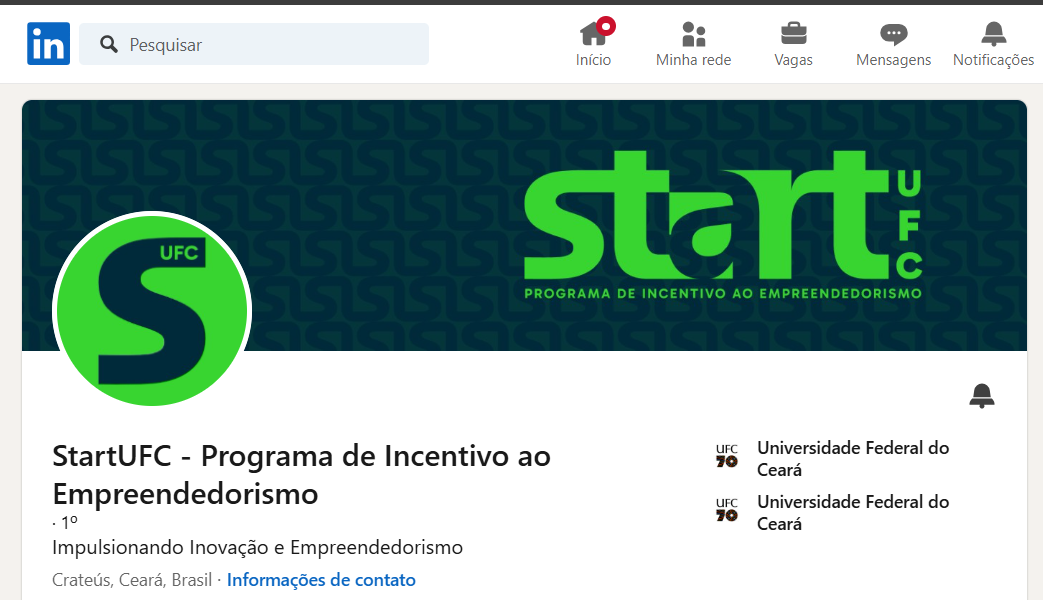 in
Pesquisar
Início
Minha rede
Vagas
Mensagens
Notificações
start
UFC
PROGRAMA DE INCENTIVO AO EMPREENDEDORISMO
UFC
S
StartUFC - Programa de Incentivo ao
Empreendedorismo
· 1º
Impulsionando Inovação e Empreendedorismo
Crateús, Ceará, Brasil · Informações de contato
UFC
70
Universidade Federal do
Ceará
UFC
70
Universidade Federal do
Ceará